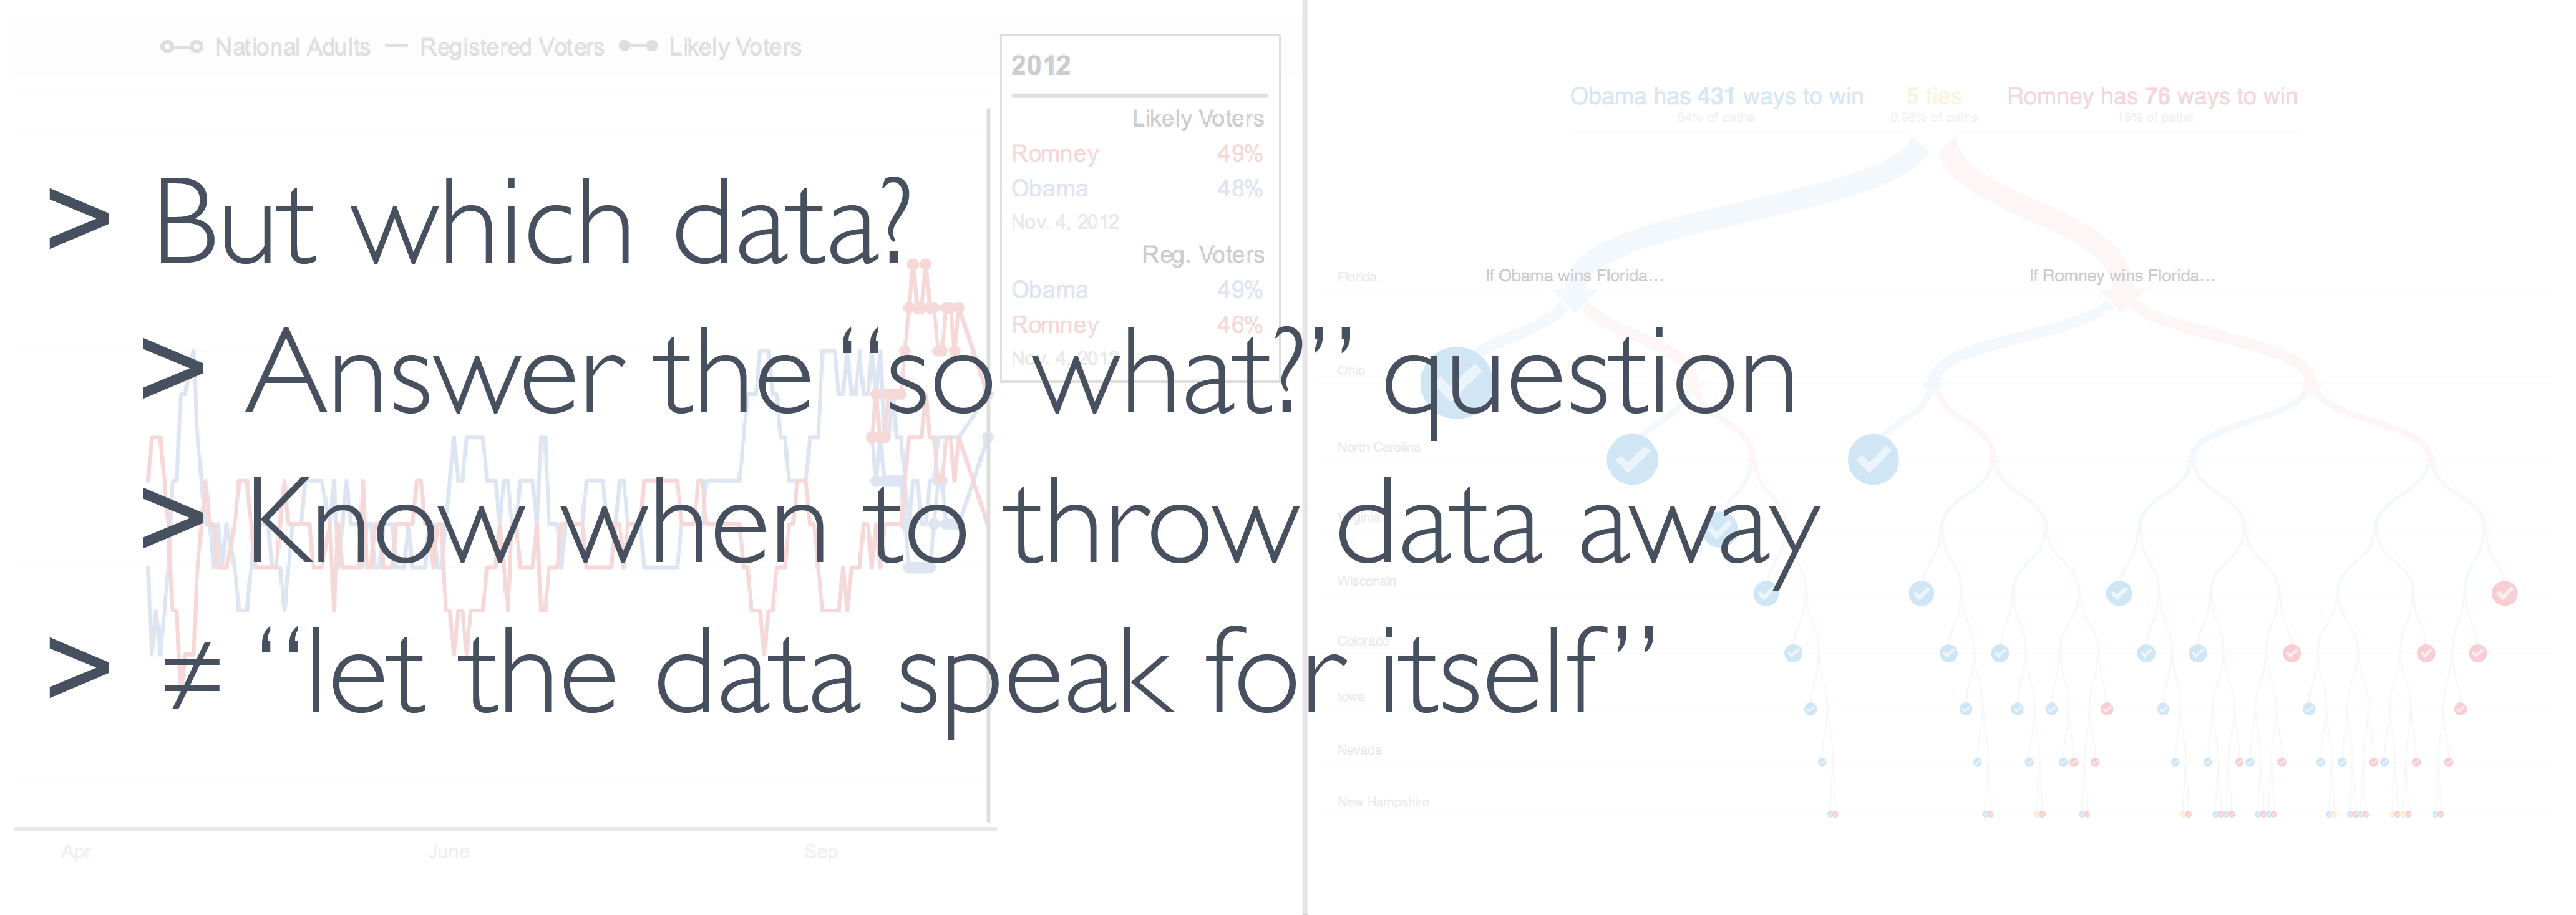 National Adults Registered Voters Likely Voters
2012
Likely Voters
Romney 49%
Obama 48%
Nov. 4, 2012
Reg. Voters
Obama 49%
Romney 46%
Nov. 4, 2012
Apr June Sep
Obama has 431 ways to win 5 ties Romney has 76 ways to win
84% of paths 0.98% of paths 15% of paths
Florida If Obama wins Florida… If Romney wins Florida…
Ohio
North Carolina
Virginia
Wisconsin
Colorado
Iowa
Nevada
New Hampshire
> But which data?
> Answer the “so what?” question
> Know when to throw data away
> ≠ “let the data speak for itself”